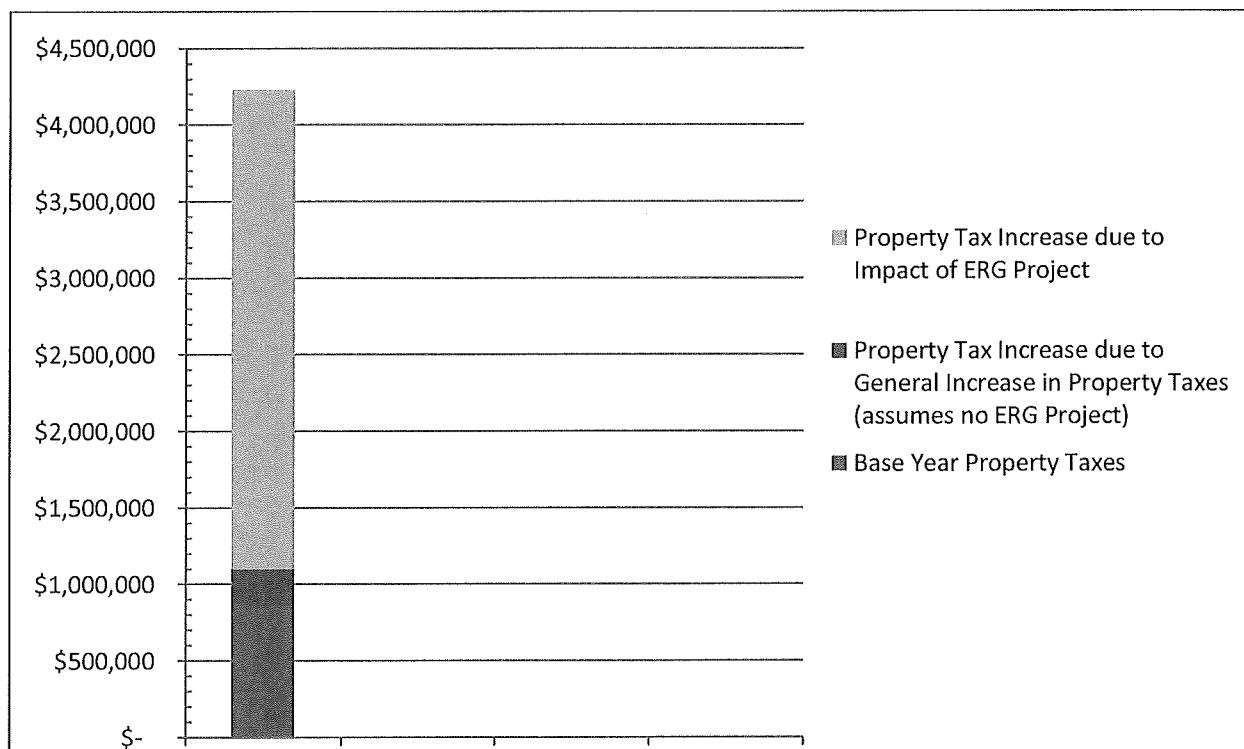 $4,500,000
$4,000,000
$3,500,000
$3,000,000
$2,500,000
$2,000,000
$1,500,000
$1,000,000
$500,000
$-
Property Tax Increase due to
Impact of ERG Project
Property Tax Increase due to
General Increase in Property Taxes
(assumes no ERG Project)
Base Year Property Taxes